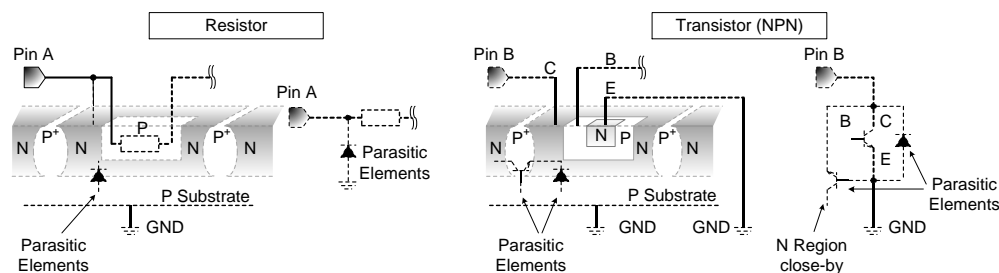 Resistor
Transistor (NPN)
Pin A
Pin A
N
P+
N
P
N
P+
N
Parasitic
Elements
P Substrate
GND
Parasitic
Elements
Pin B
C
B
E
N
P+
N
N
P
N
P+
N
P Substrate
GND
GND
Parasitic
Elements
Pin B
B
C
E
Parasitic
Elements
N Region
close-by